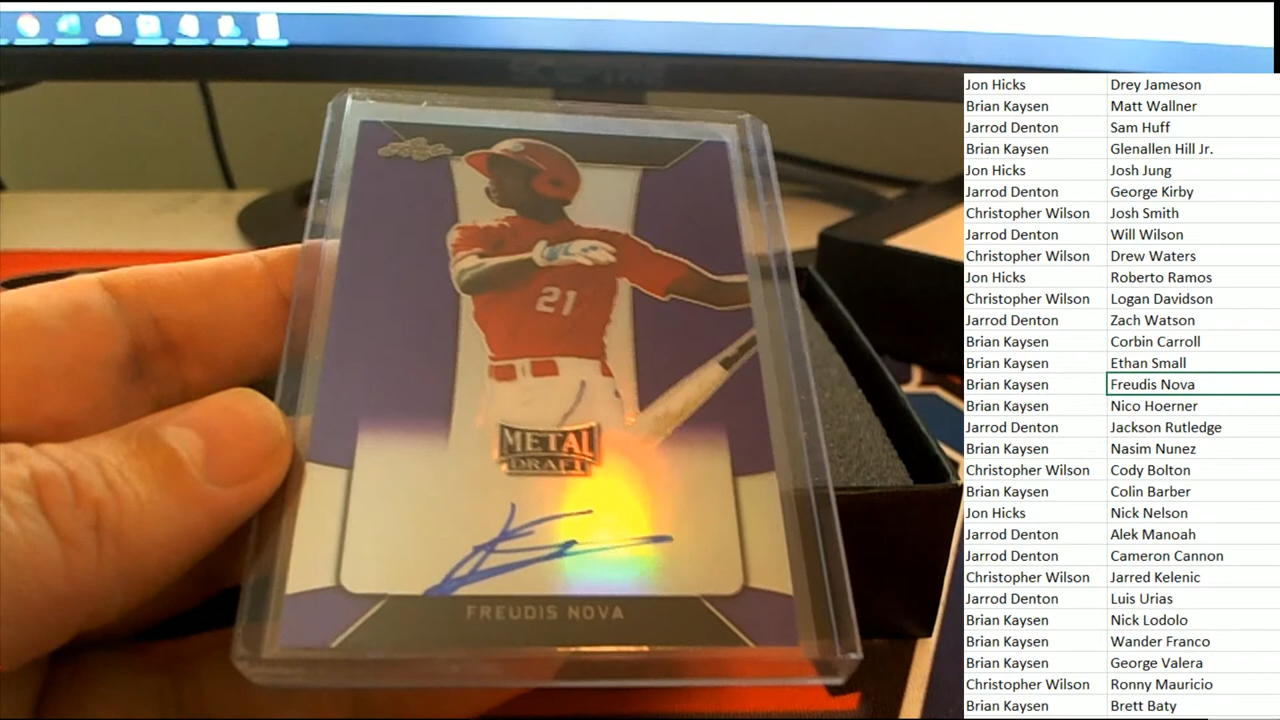 21
METAL
DRAFT
FREUDIS NOVA
Jon Hicks Drey Jameson
Brian Kaysen Matt Wallner
Jarrod Denton Sam Huff
Brian Kaysen Glenallen Hill Jr.
Jon Hicks Josh Jung
Jarrod Denton George Kirby
Christopher Wilson Josh Smith
Jarrod Denton Will Wilson
Christopher Wilson Drew Waters
Jon Hicks Roberto Ramos
Christopher Wilson Logan Davidson
Jarrod Denton Zach Watson
Brian Kaysen Corbin Carroll
Brian Kaysen Ethan Small
Brian Kaysen Freudis Nova
Brian Kaysen Nico Hoerner
Jarrod Denton Jackson Rutledge
Brian Kaysen Nasim Nunez
Christopher Wilson Cody Bolton
Brian Kaysen Colin Barber
Jon Hicks Nick Nelson
Jarrod Denton Alek Manoah
Jarrod Denton Cameron Cannon
Christopher Wilson Jarred Kelenic
Jarrod Denton Luis Urias
Brian Kaysen Nick Lodolo
Brian Kaysen Wander Franco
Brian Kaysen George Valera
Christopher Wilson Ronny Mauricio
Brian Kaysen Brett Baty